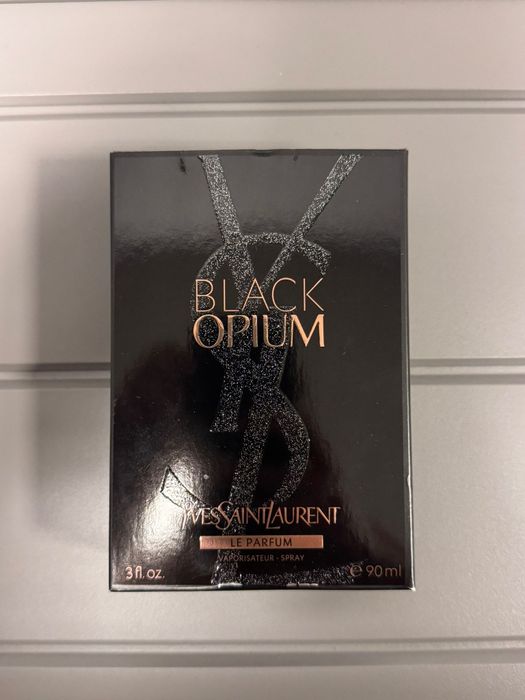 BLACK
OPIUM
YVESSAINTLAURENT
LE PARFUM
VAPORISATEUR - SPRAY
3 fl. oz. e 90 ml